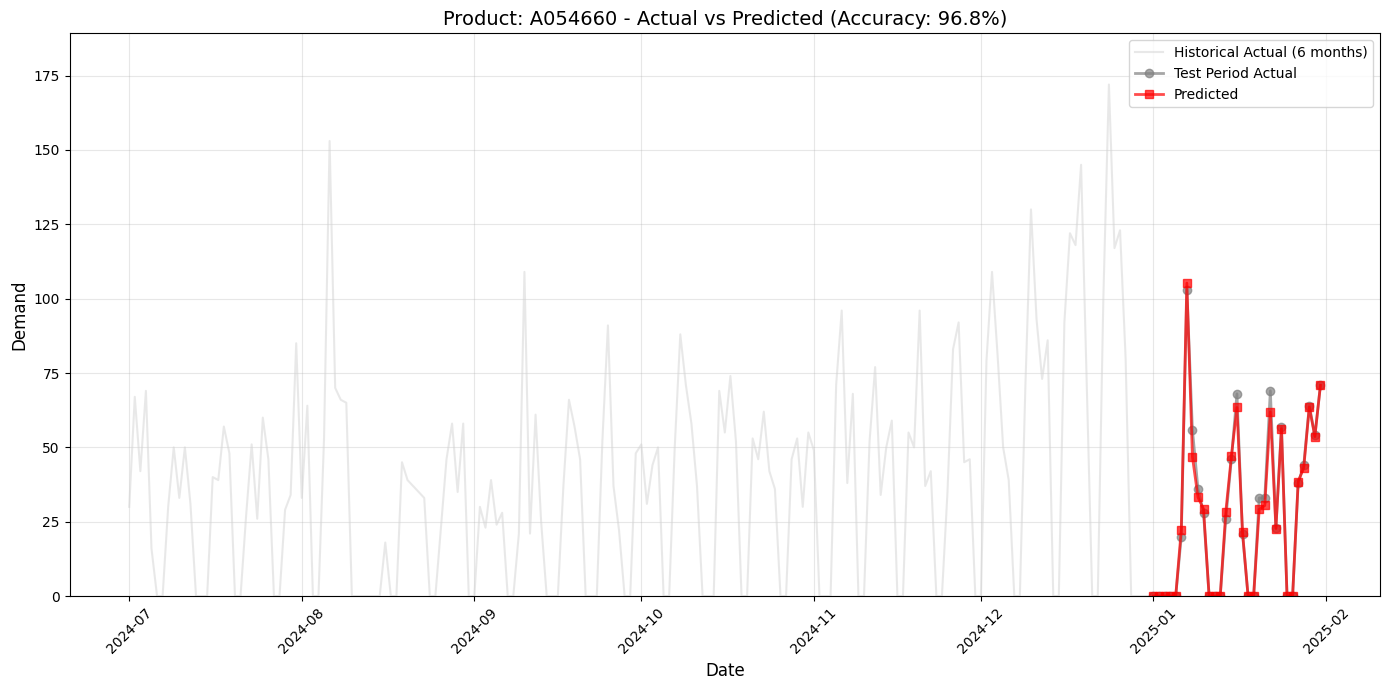 Product: A054660 - Actual vs Predicted (Accuracy: 96.8%)
Historical Actual (6 months)
Test Period Actual
Predicted
Demand
175
150
125
100
75
50
25
0
2024-07
2024-08
2024-09
2024-10
2024-11
2024-12
2025-01
2025-02
Date